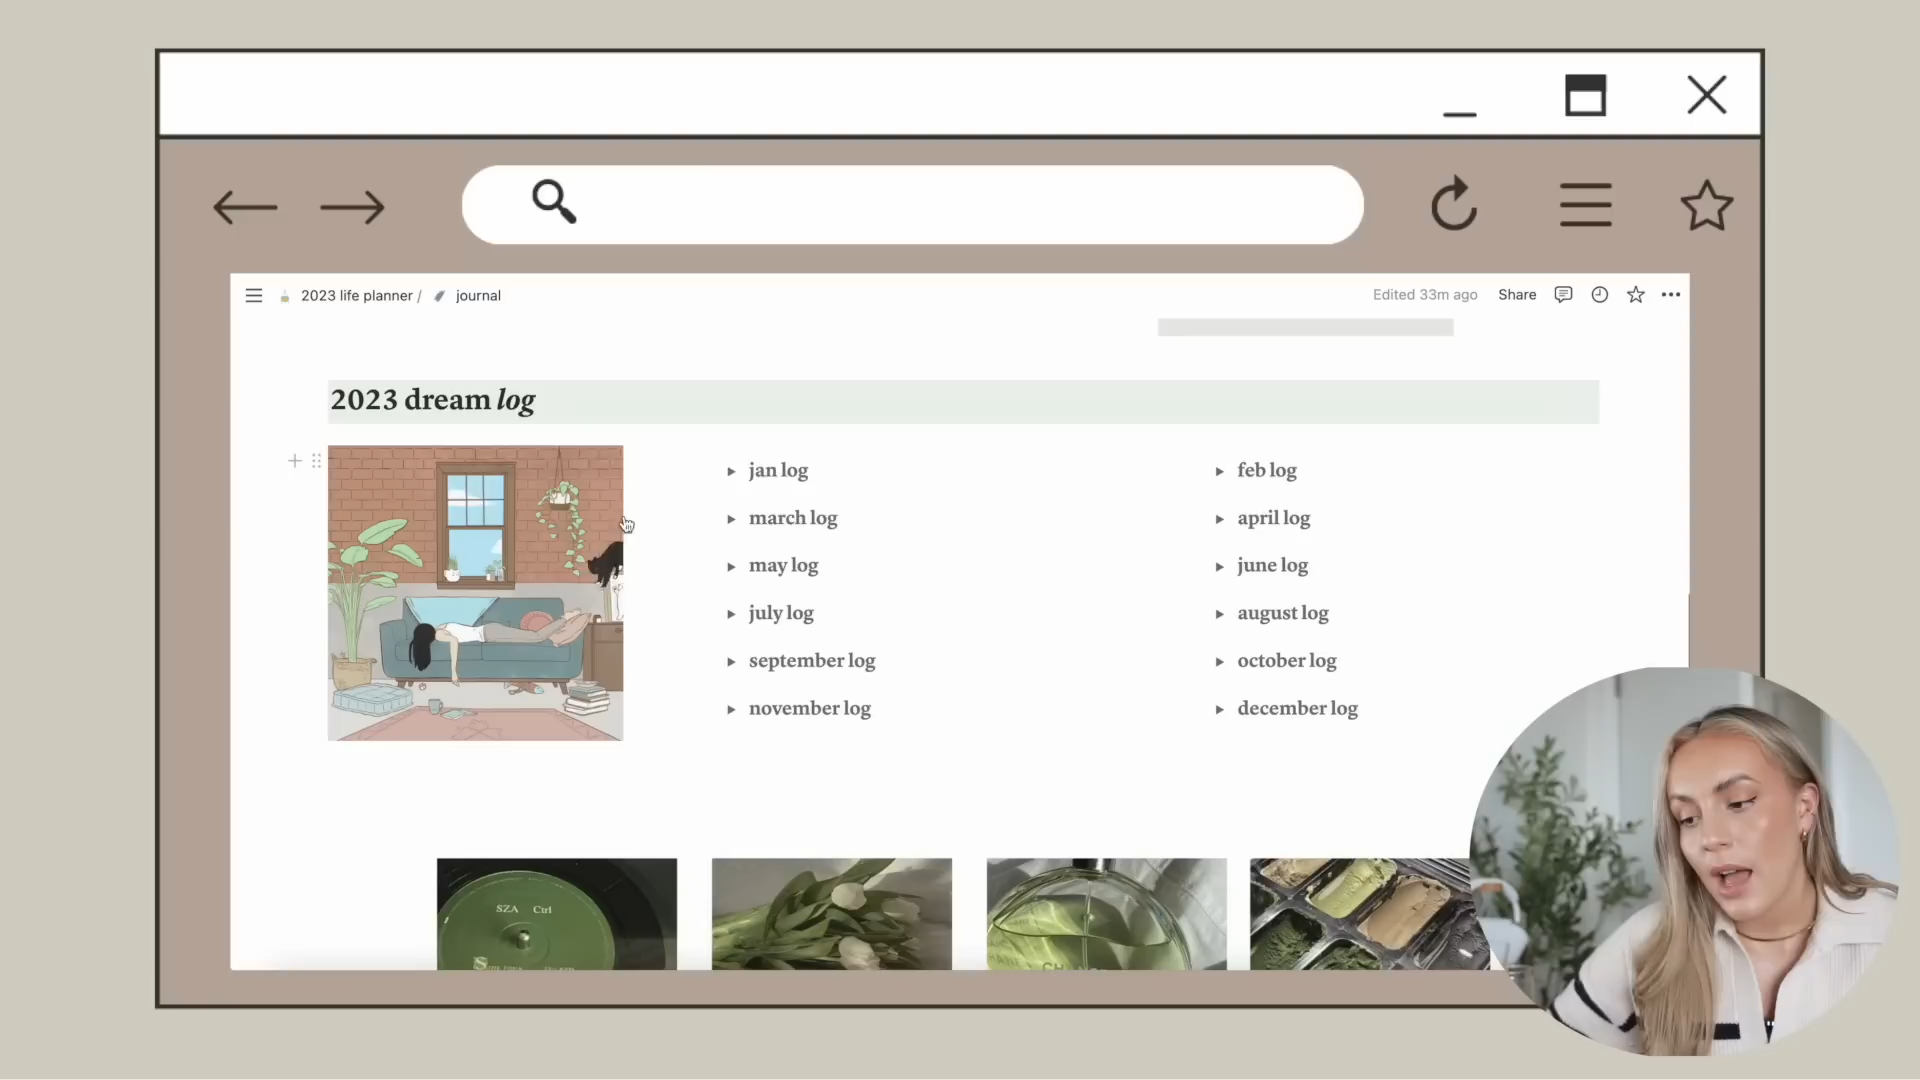 2023 life planner / journal
Edited 33m ago Share
2023 dream log
jan log
feb log
march log
april log
may log
june log
july log
august log
september log
october log
november log
december log
SZA Ctrl